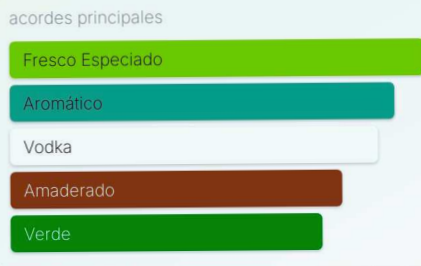 acordes principales
Fresco Especiado
Aromático
Vodka
Amaderado
Verde